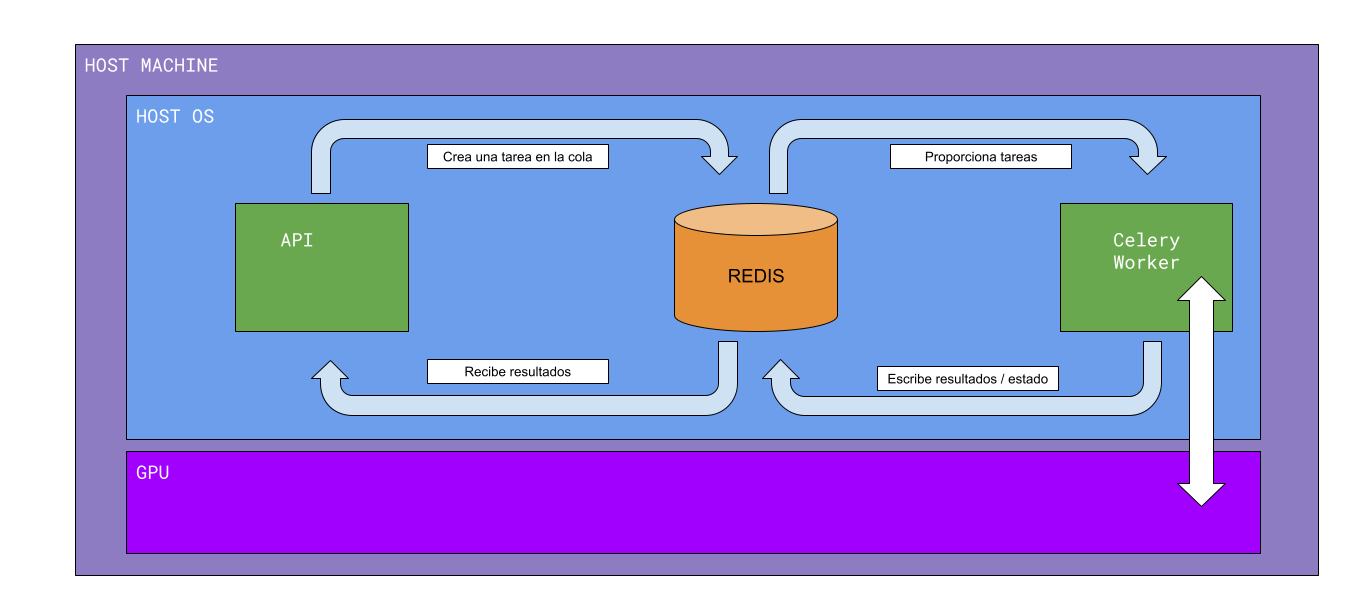 HOST MACHINE
HOST OS
Crea una tarea en la cola
Proporciona tareas
API
REDIS
Celery
Worker
Recibe resultados
Escribe resultados / estado
GPU